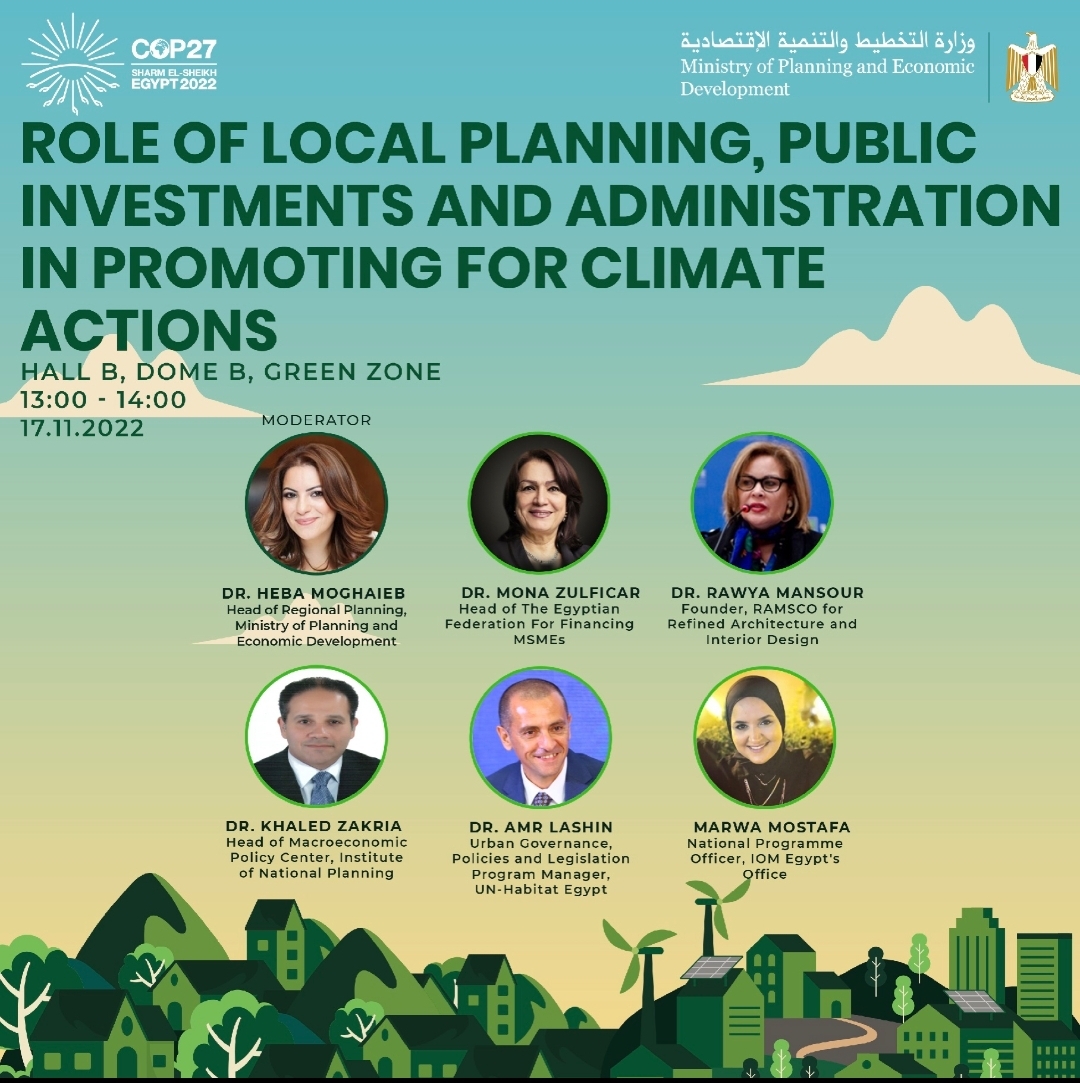 COP27
SHARM EL-SHEIKH
EGYPT 2022
وزارة التخطيط والتنمية الإقتصادية
Ministry of Planning and Economic
Development
ROLE OF LOCAL PLANNING, PUBLIC
INVESTMENTS AND ADMINISTRATION
IN PROMOTING FOR CLIMATE
ACTIONS
HALL B, DOME B, GREEN ZONE
13:00 - 14:00
17.11.2022
MODERATOR
DR. HEBA MOGHAIEB
Head of Regional Planning,
Ministry of Planning and
Economic Development
DR. MONA ZULFICAR
Head of The Egyptian
Federation For Financing
MSMEs
DR. RAWYA MANSOUR
Founder, RAMSCO for
Refined Architecture and
Interior Design
DR. KHALED ZAKRIA
Head of Macroeconomic
Policy Center, Institute
of National Planning
DR. AMR LASHIN
Urban Governance,
Policies and Legislation
Program Manager,
UN-Habitat Egypt
MARWA MOSTAFA
National Programme
Officer, IOM Egypt's
Office